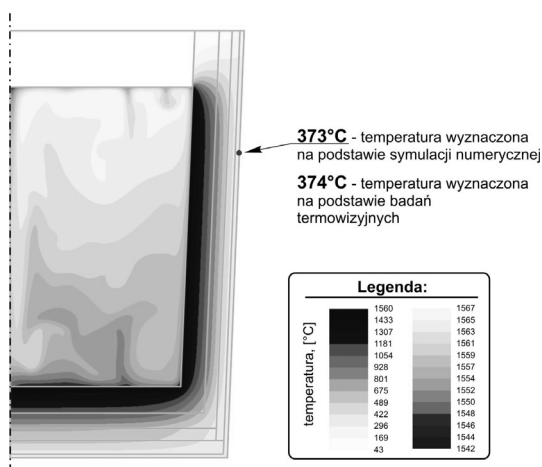 373°C - temperatura wyznaczona
na podstawie symulacji numerycznej
374°C - temperatura wyznaczona
na podstawie badań
termowizyjnych
Legenda:
temperatura, [°C]
1560 1567
1433 1565
1307 1563
1181 1561
1054 1559
928 1557
801 1554
675 1552
489 1550
422 1548
296 1546
169 1544
43 1542